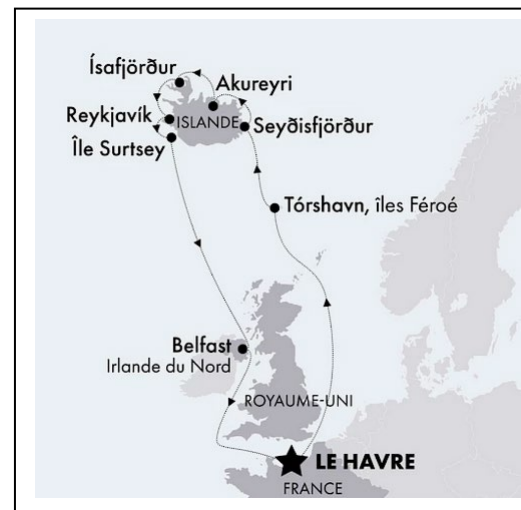 Ísafjörður
Akureyri
Reykjavík
ISLANDE
Seyðisfjörður
Île Surtsey
Tórshavn, îles Féroé
Belfast
Irlande du Nord
ROYAUME-UNI
LE HAVRE
FRANCE